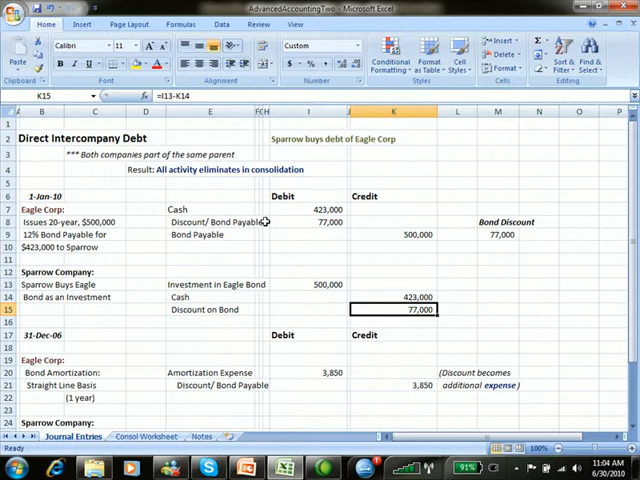 AdvancedAccountingTwo - Microsoft Excel
Home Insert Page Layout Formulas Data Review View
Paste
Calibri 11 A A
B I U
Custom
$ % ,
Conditional Formatting Format as Table Cell Styles
Insert
Delete
Format
Sort & Filter Find & Select
Clipboard Font Alignment Number Styles Cells Editing
K15 =I13-K14
A B C D E F G H I J K L M N O P
1
2 Direct Intercompany Debt Sparrow buys debt of Eagle Corp
3 *** Both companies part of the same parent
4 Result: All activity eliminates in consolidation
5
6 1-Jan-10 Debit Credit
7 Eagle Corp: Cash 423,000
8 Issues 20-year, $500,000 Discount/ Bond Payable 77,000 Bond Discount
9 12% Bond Payable for Bond Payable 500,000 77,000
10 $423,000 to Sparrow
11
12 Sparrow Company:
13 Sparrow Buys Eagle Investment in Eagle Bond 500,000
14 Bond as an Investment Cash 423,000
15 Discount on Bond 77,000
16
17 31-Dec-06 Debit Credit
18
19 Eagle Corp:
20 Bond Amortization: Amortization Expense 3,850 (Discount becomes
21 Straight Line Basis Discount/ Bond Payable 3,850 additional expense)
22 (1 year)
23
24 Sparrow Company:
Journal Entries Consol Worksheet Notes
Ready 100%
91% 11:04 AM
6/30/2010